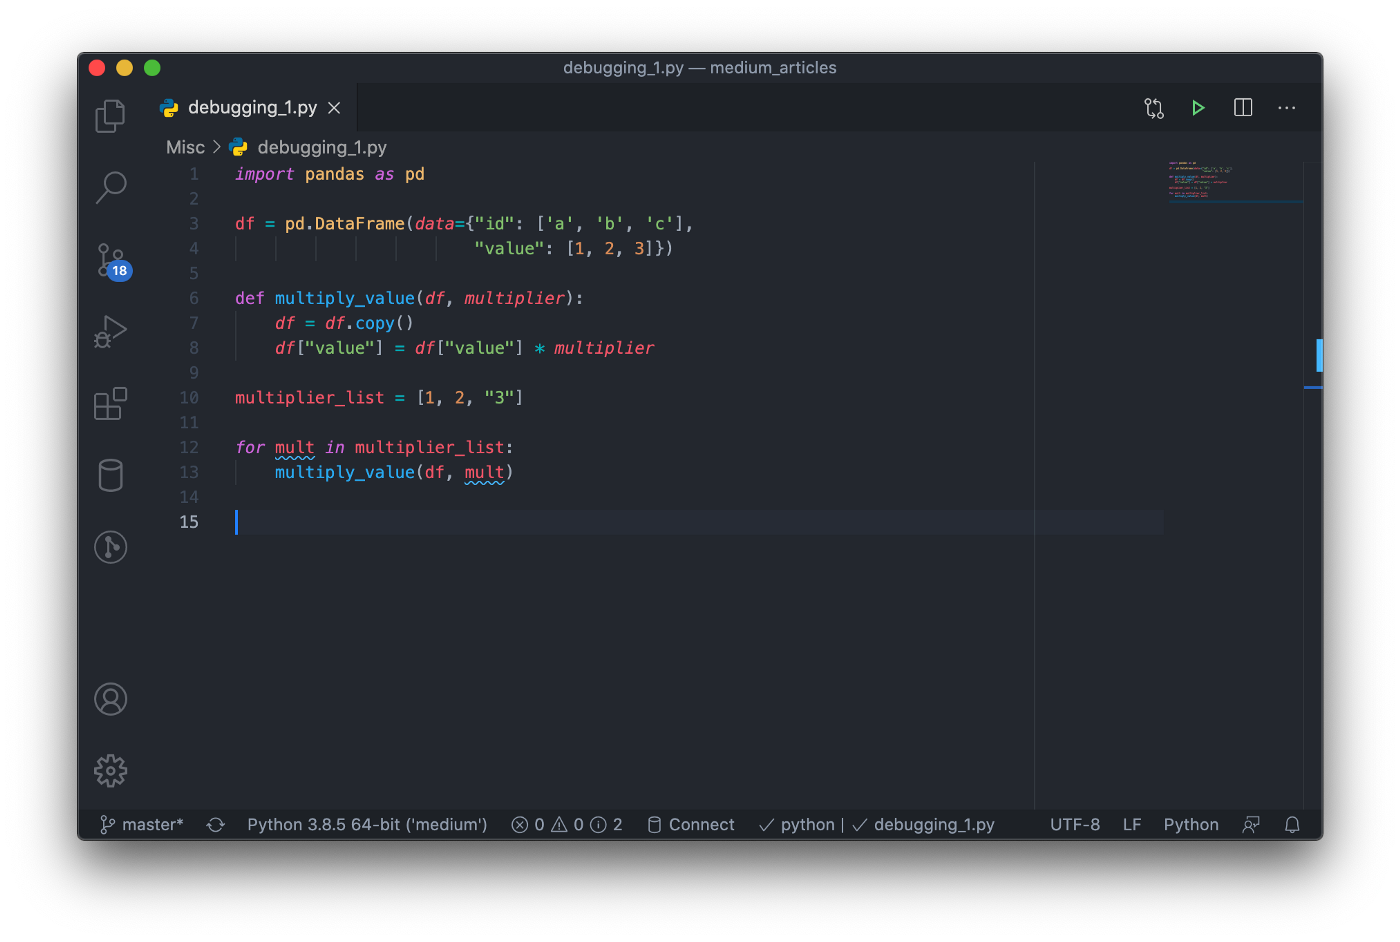 debugging_1.py — medium_articles
debugging_1.py
Misc > debugging_1.py
1 import pandas as pd
2
3 df = pd.DataFrame(data={"id": ['a', 'b', 'c'],
4 "value": [1, 2, 3]})
5
6 def multiply_value(df, multiplier):
7 df = df.copy()
8 df["value"] = df["value"] * multiplier
9
10 multiplier_list = [1, 2, "3"]
11
12 for mult in multiplier_list:
13 multiply_value(df, mult)
14
15
18
master* Python 3.8.5 64-bit ('medium') 0 0 2 Connect python | debugging_1.py UTF-8 LF Python